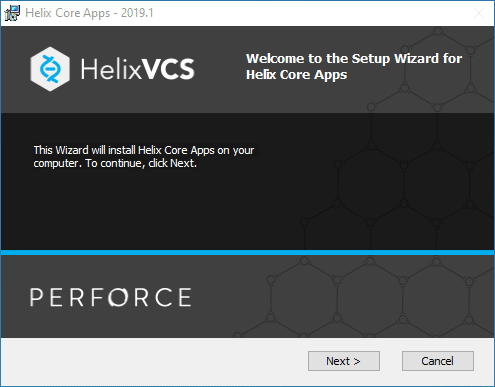 Helix Core Apps - 2019.1
HelixVCS
Welcome to the Setup Wizard for
Helix Core Apps
This Wizard will install Helix Core Apps on your
computer. To continue, click Next.
PERFORCE
Next >
Cancel